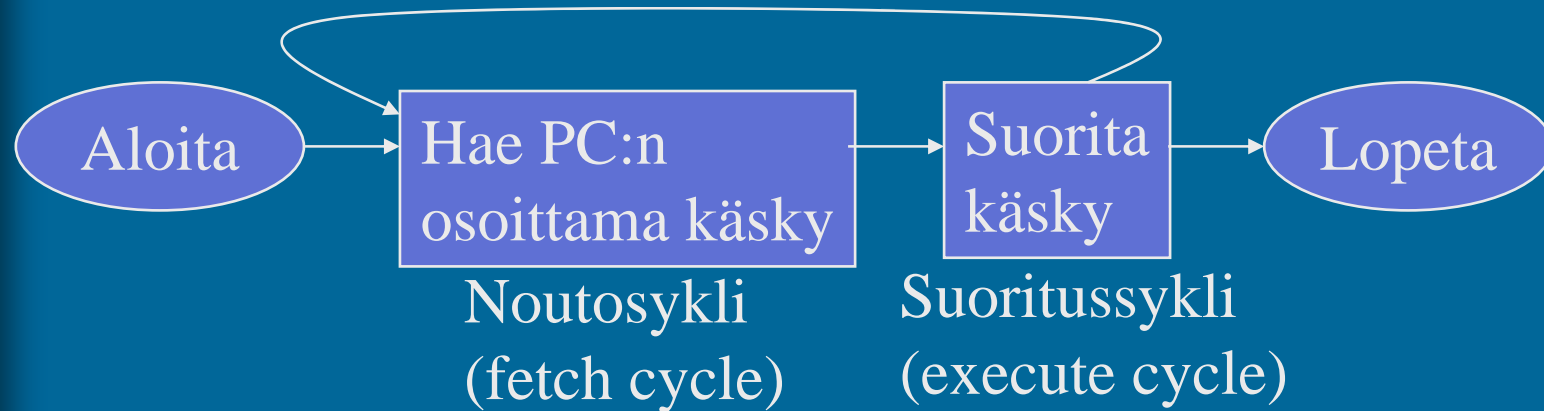 Aloita
Hae PC:n
osoittama käsky
Suorita
käsky
Lopeta
Noutosykli
(fetch cycle)
Suoritussykli
(execute cycle)